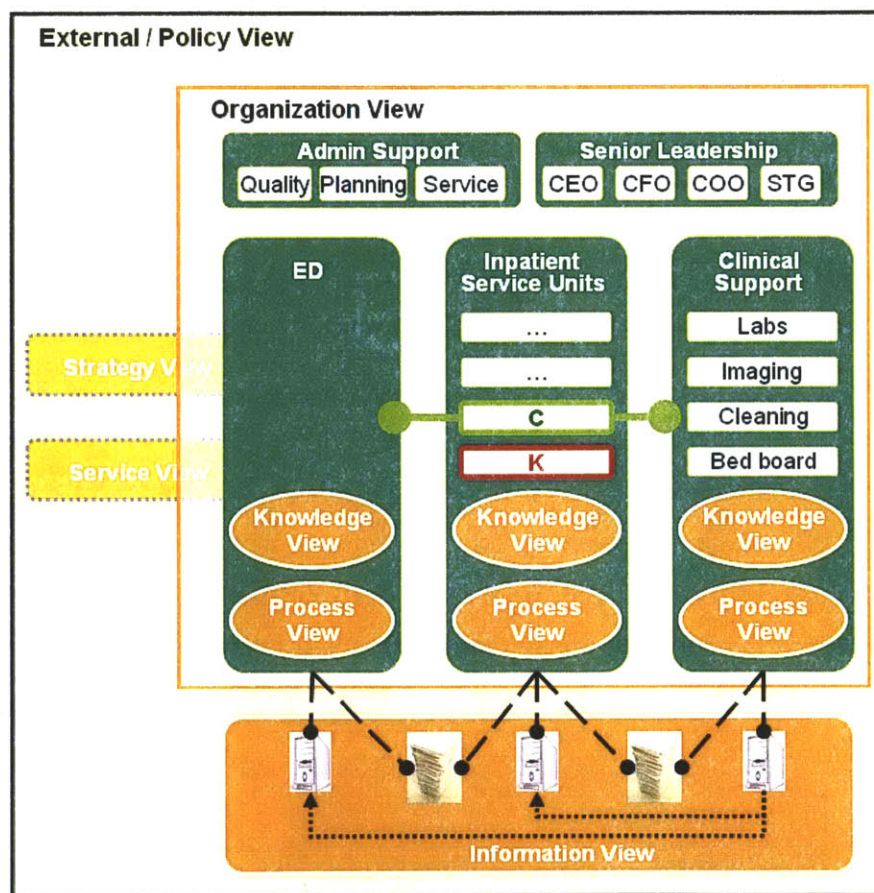 External / Policy View
Organization View
Admin Support
Quality Planning Service
Senior Leadership
CEO CFO COO STG
ED
Inpatient
Service Units
...
...
C
K
Clinical
Support
Labs
Imaging
Cleaning
Bed board
Strategy View
Service View
Knowledge
View
Knowledge
View
Knowledge
View
Process
View
Process
View
Process
View
Information View